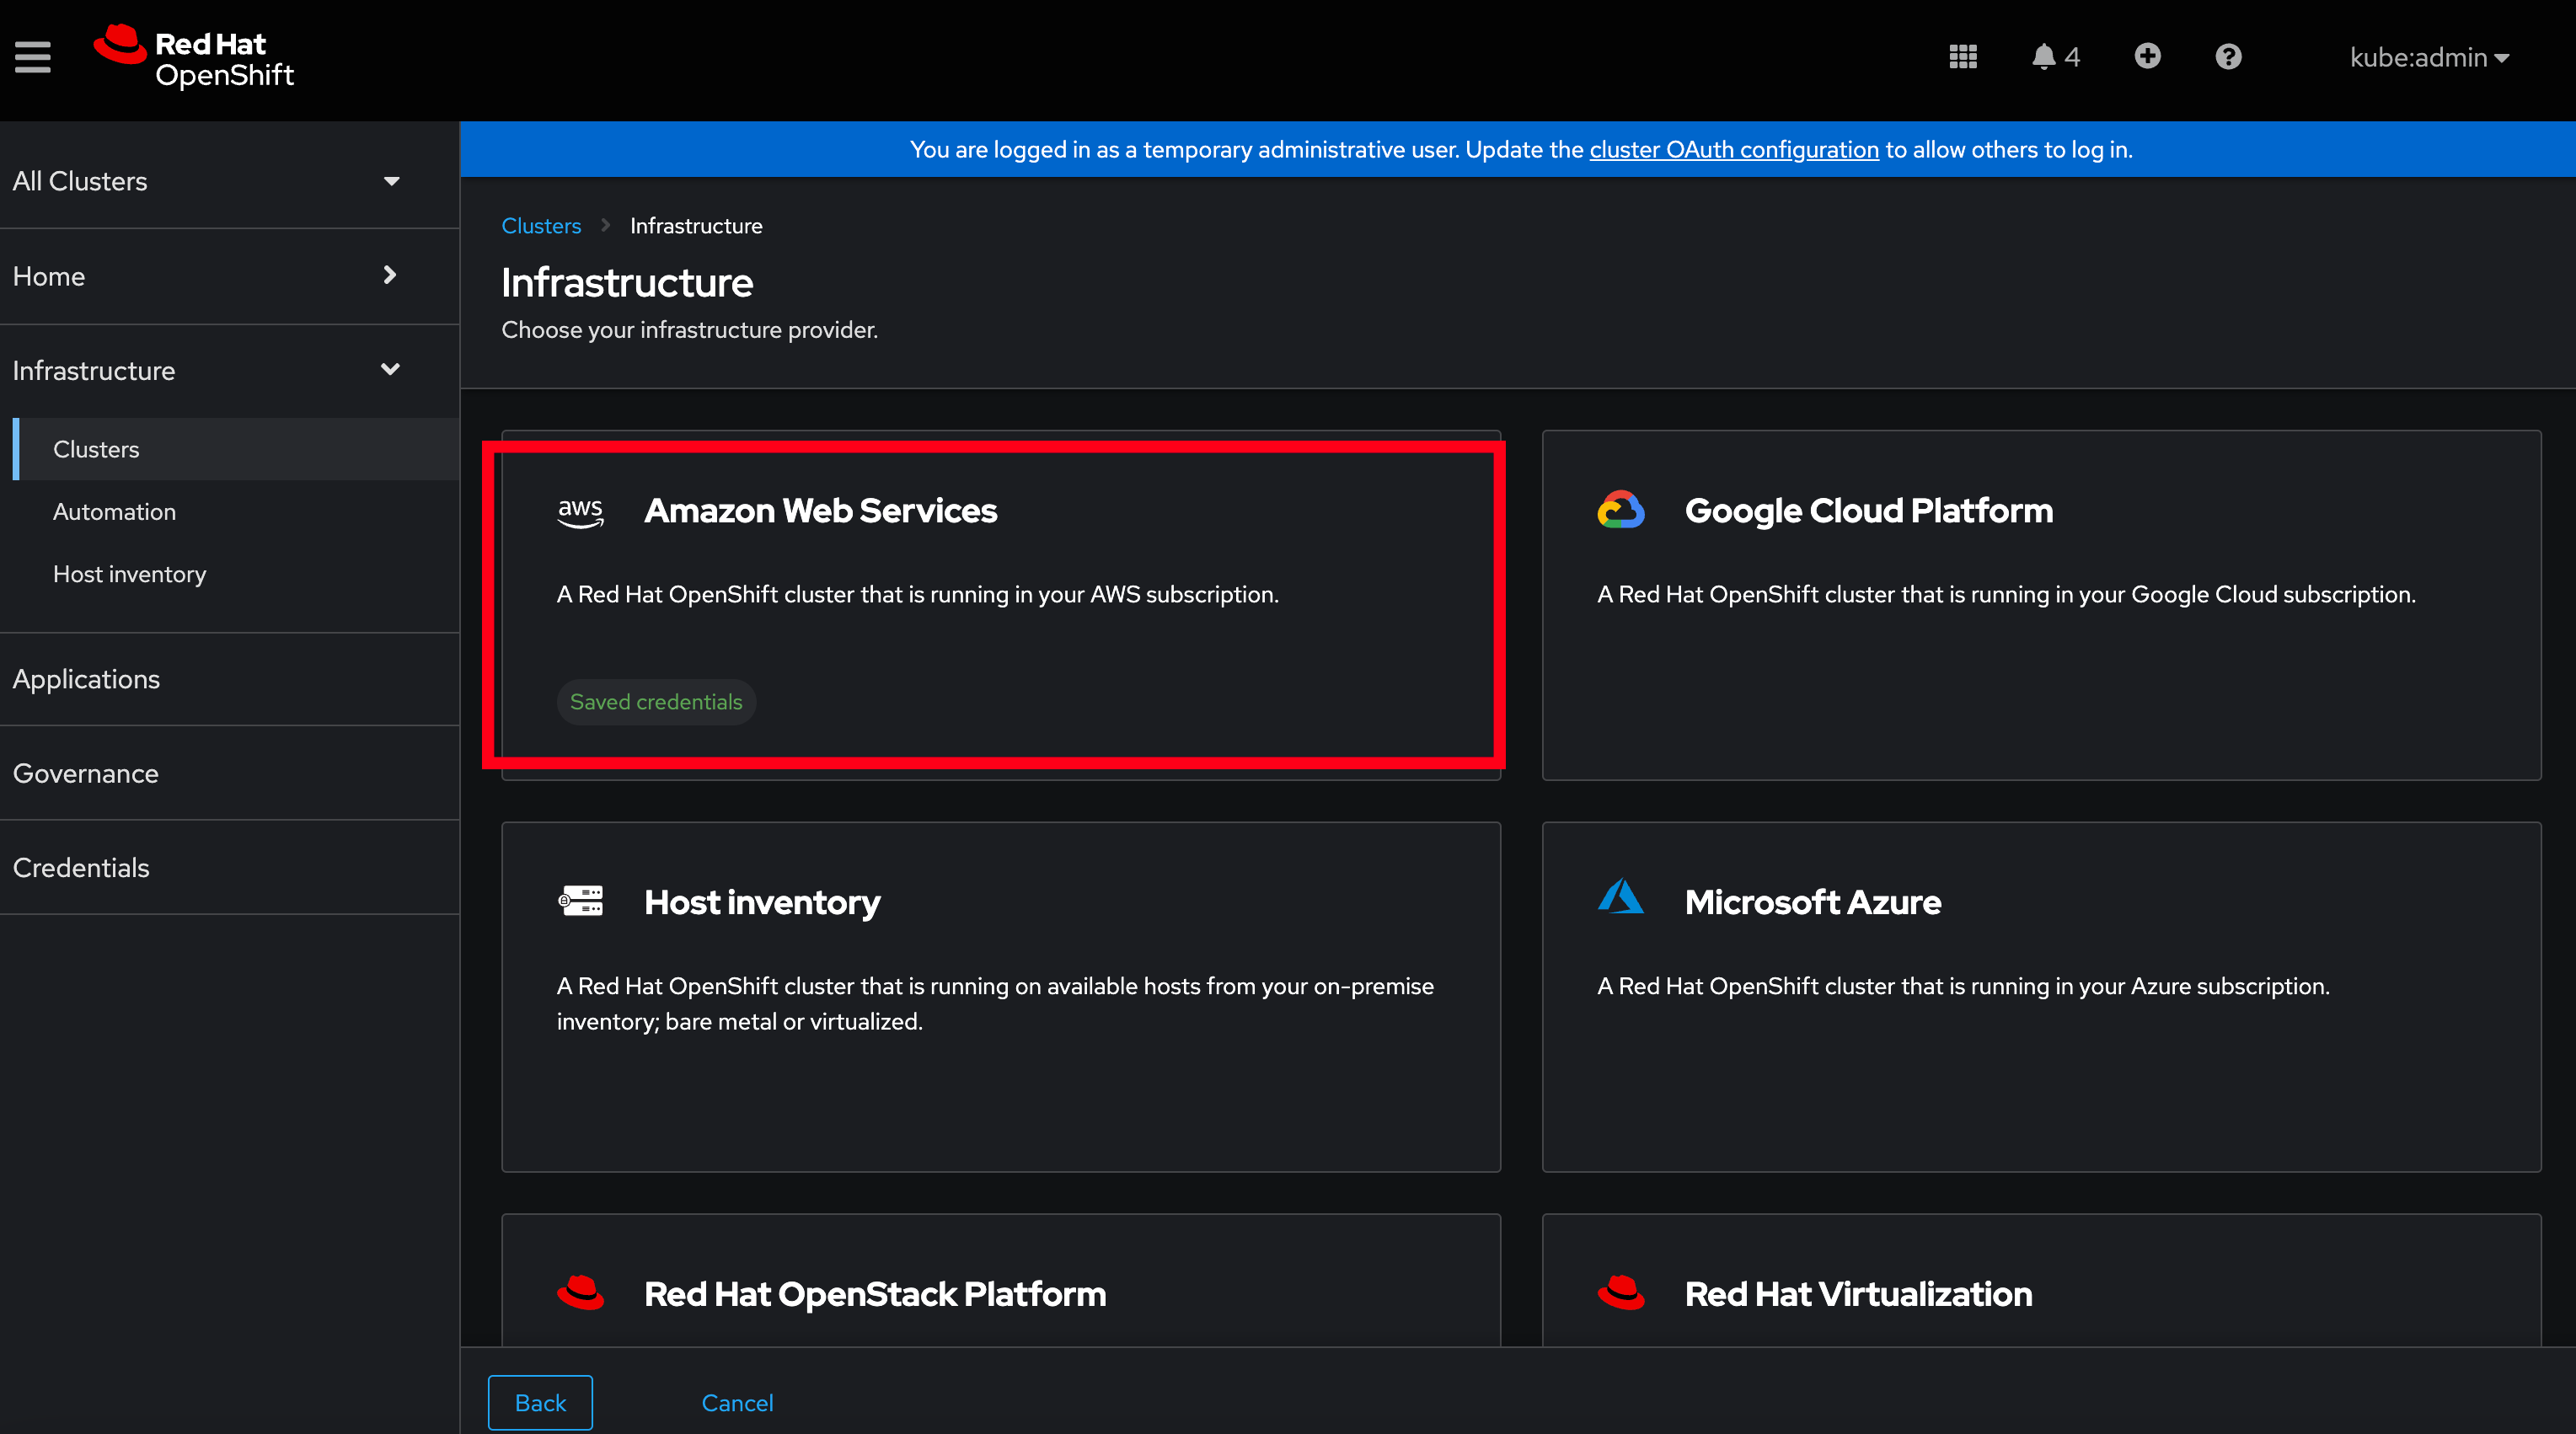 Red Hat
OpenShift
4
kube:admin
You are logged in as a temporary administrative user. Update the cluster OAuth configuration to allow others to log in.
All Clusters
Home
Infrastructure
Clusters
Automation
Host inventory
Applications
Governance
Credentials
Clusters
Infrastructure
Infrastructure
Choose your infrastructure provider.
aws
Amazon Web Services
A Red Hat OpenShift cluster that is running in your AWS subscription.
Saved credentials
Google Cloud Platform
A Red Hat OpenShift cluster that is running in your Google Cloud subscription.
Host inventory
A Red Hat OpenShift cluster that is running on available hosts from your on-premise
inventory; bare metal or virtualized.
Microsoft Azure
A Red Hat OpenShift cluster that is running in your Azure subscription.
Red Hat OpenStack Platform
Red Hat Virtualization
Back
Cancel